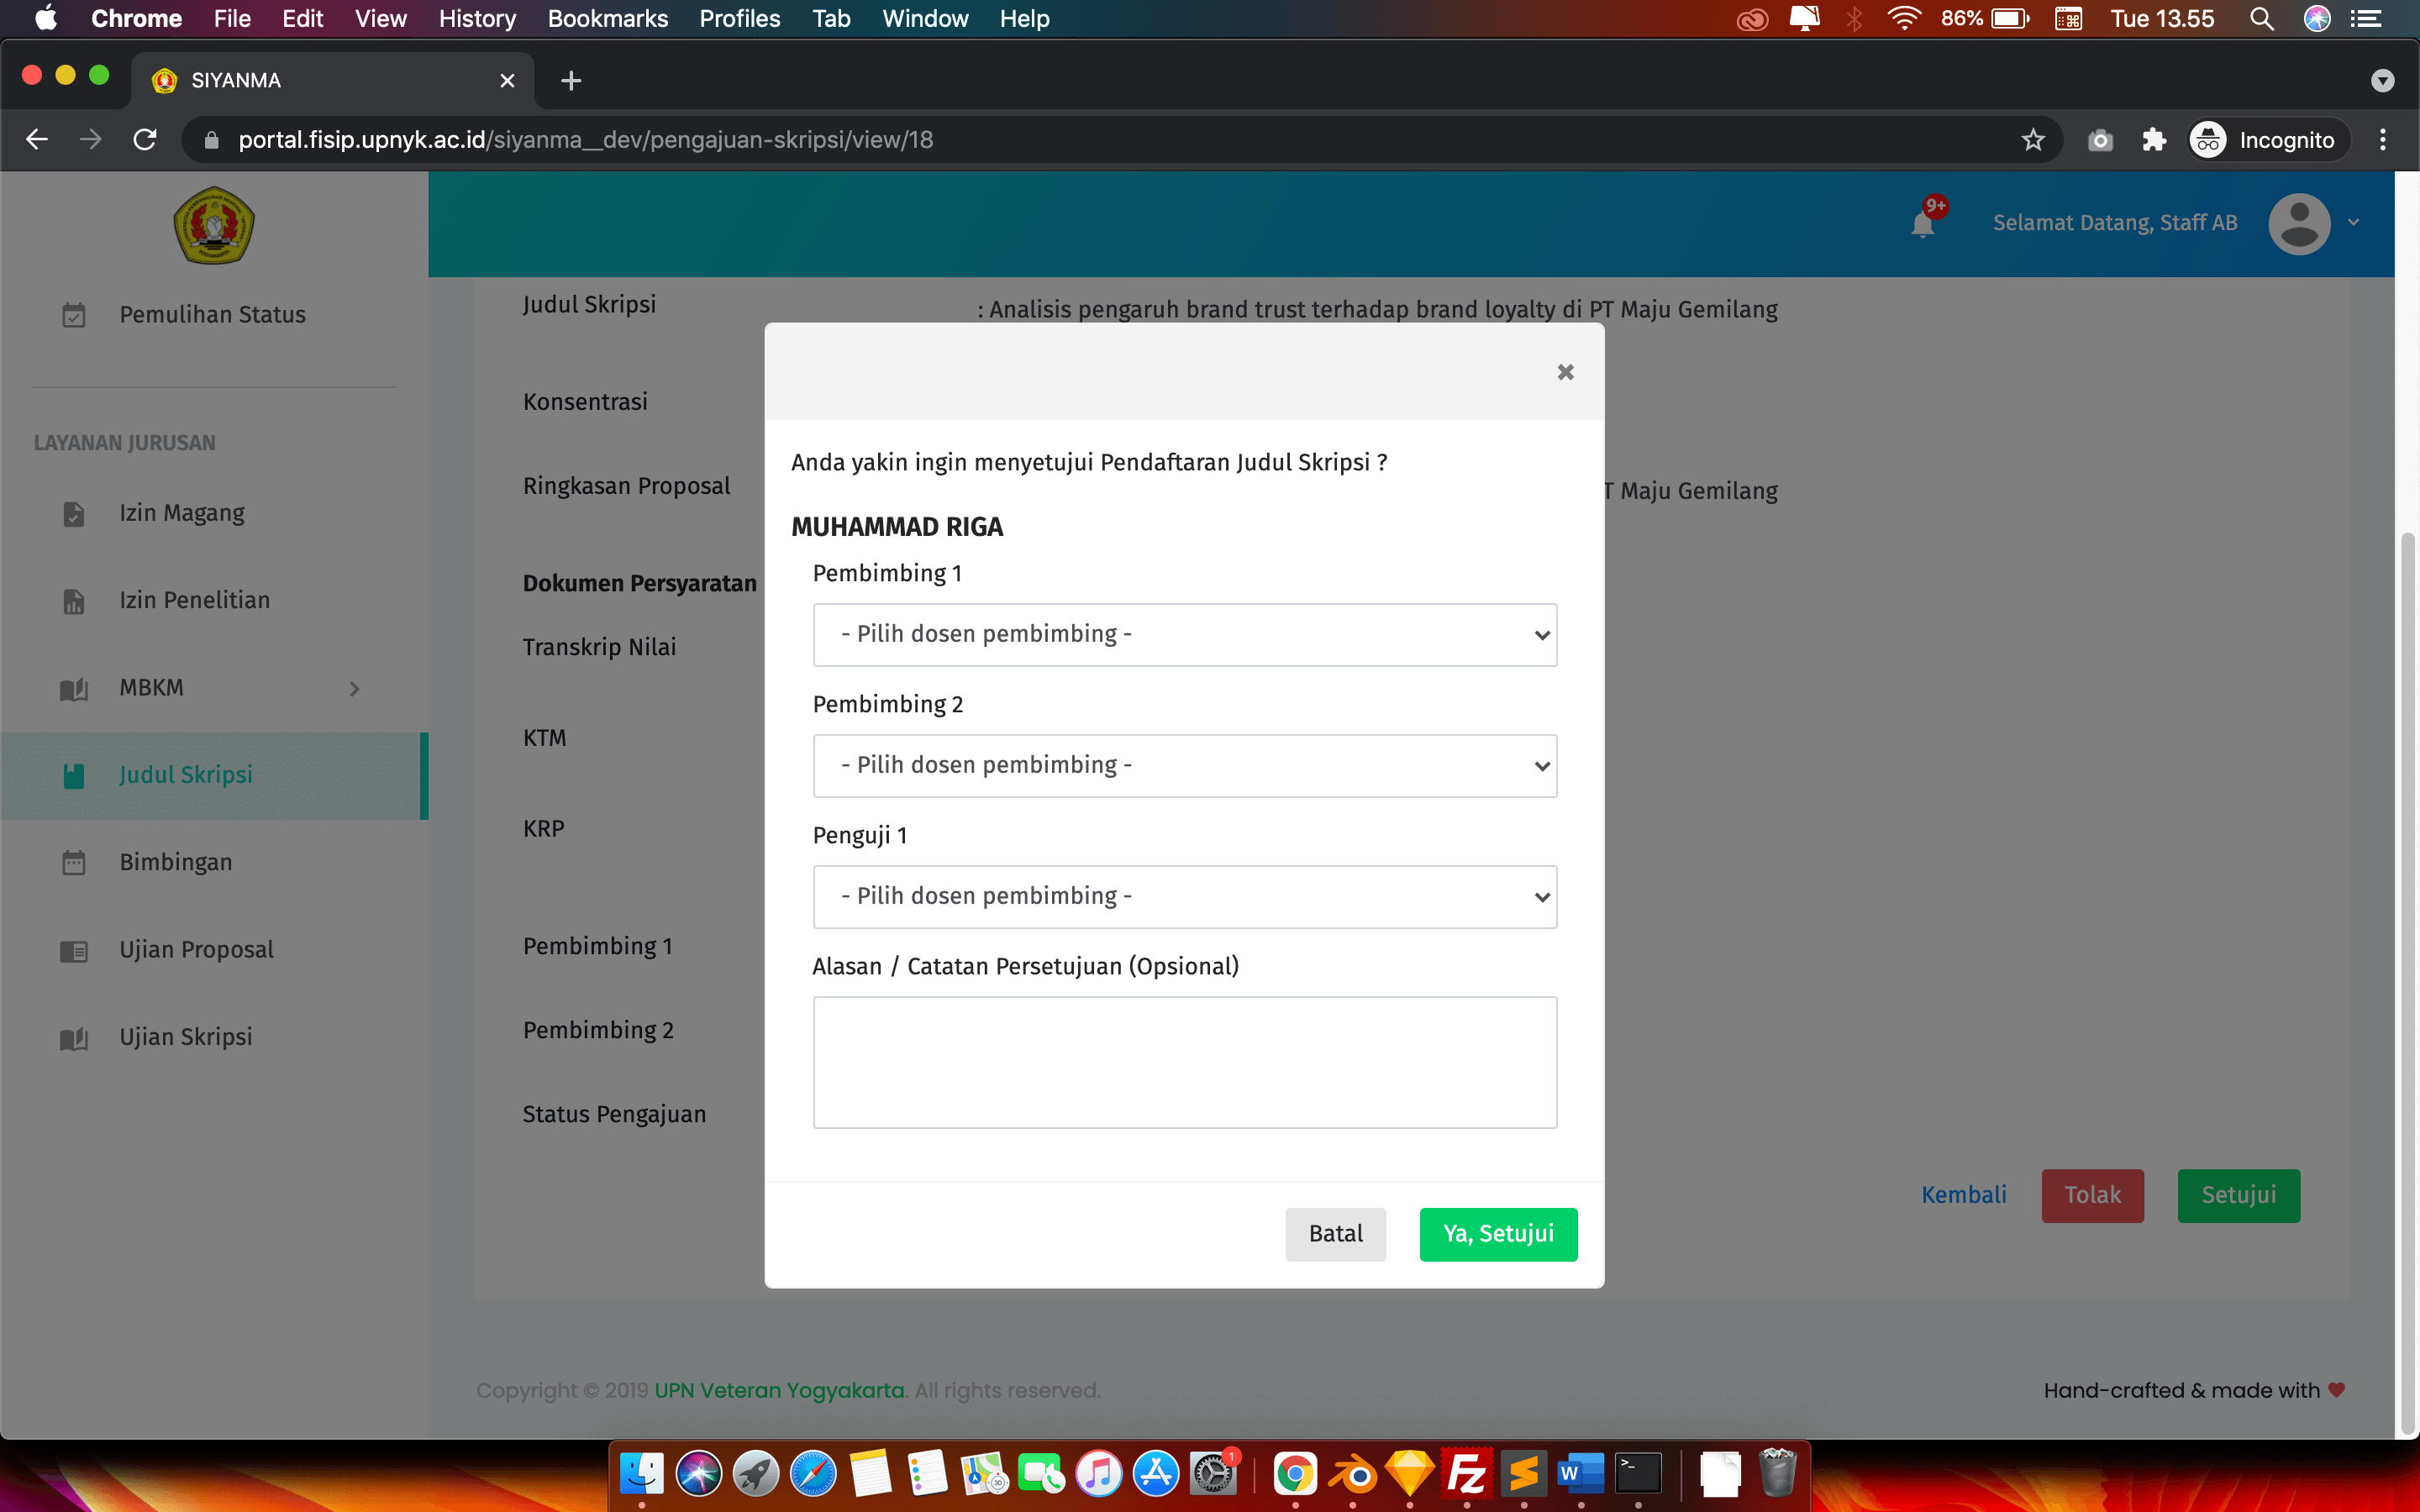 Chrome File Edit View History Bookmarks Profiles Tab Window Help 86% Tue 13.55
SIYANMA
portal.fisip.upnyk.ac.id/siyanma__dev/pengajuan-skripsi/view/18
Incognito
9+
Selamat Datang, Staff AB
Pemulihan Status
LAYANAN JURUSAN
Izin Magang
Izin Penelitian
MBKM
Judul Skripsi
Bimbingan
Ujian Proposal
Ujian Skripsi
Judul Skripsi : Analisis pengaruh brand trust terhadap brand loyalty di PT Maju Gemilang
Konsentrasi
Ringkasan Proposal
T Maju Gemilang
Dokumen Persyaratan
Transkrip Nilai
KTM
KRP
Pembimbing 1
Pembimbing 2
Status Pengajuan
Kembali
Tolak
Setujui
Anda yakin ingin menyetujui Pendaftaran Judul Skripsi ?
MUHAMMAD RIGA
Pembimbing 1
- Pilih dosen pembimbing -
Pembimbing 2
- Pilih dosen pembimbing -
Penguji 1
- Pilih dosen pembimbing -
Alasan / Catatan Persetujuan (Opsional)
Batal
Ya, Setujui
Copyright © 2019 UPN Veteran Yogyakarta. All rights reserved.
Hand-crafted & made with
1